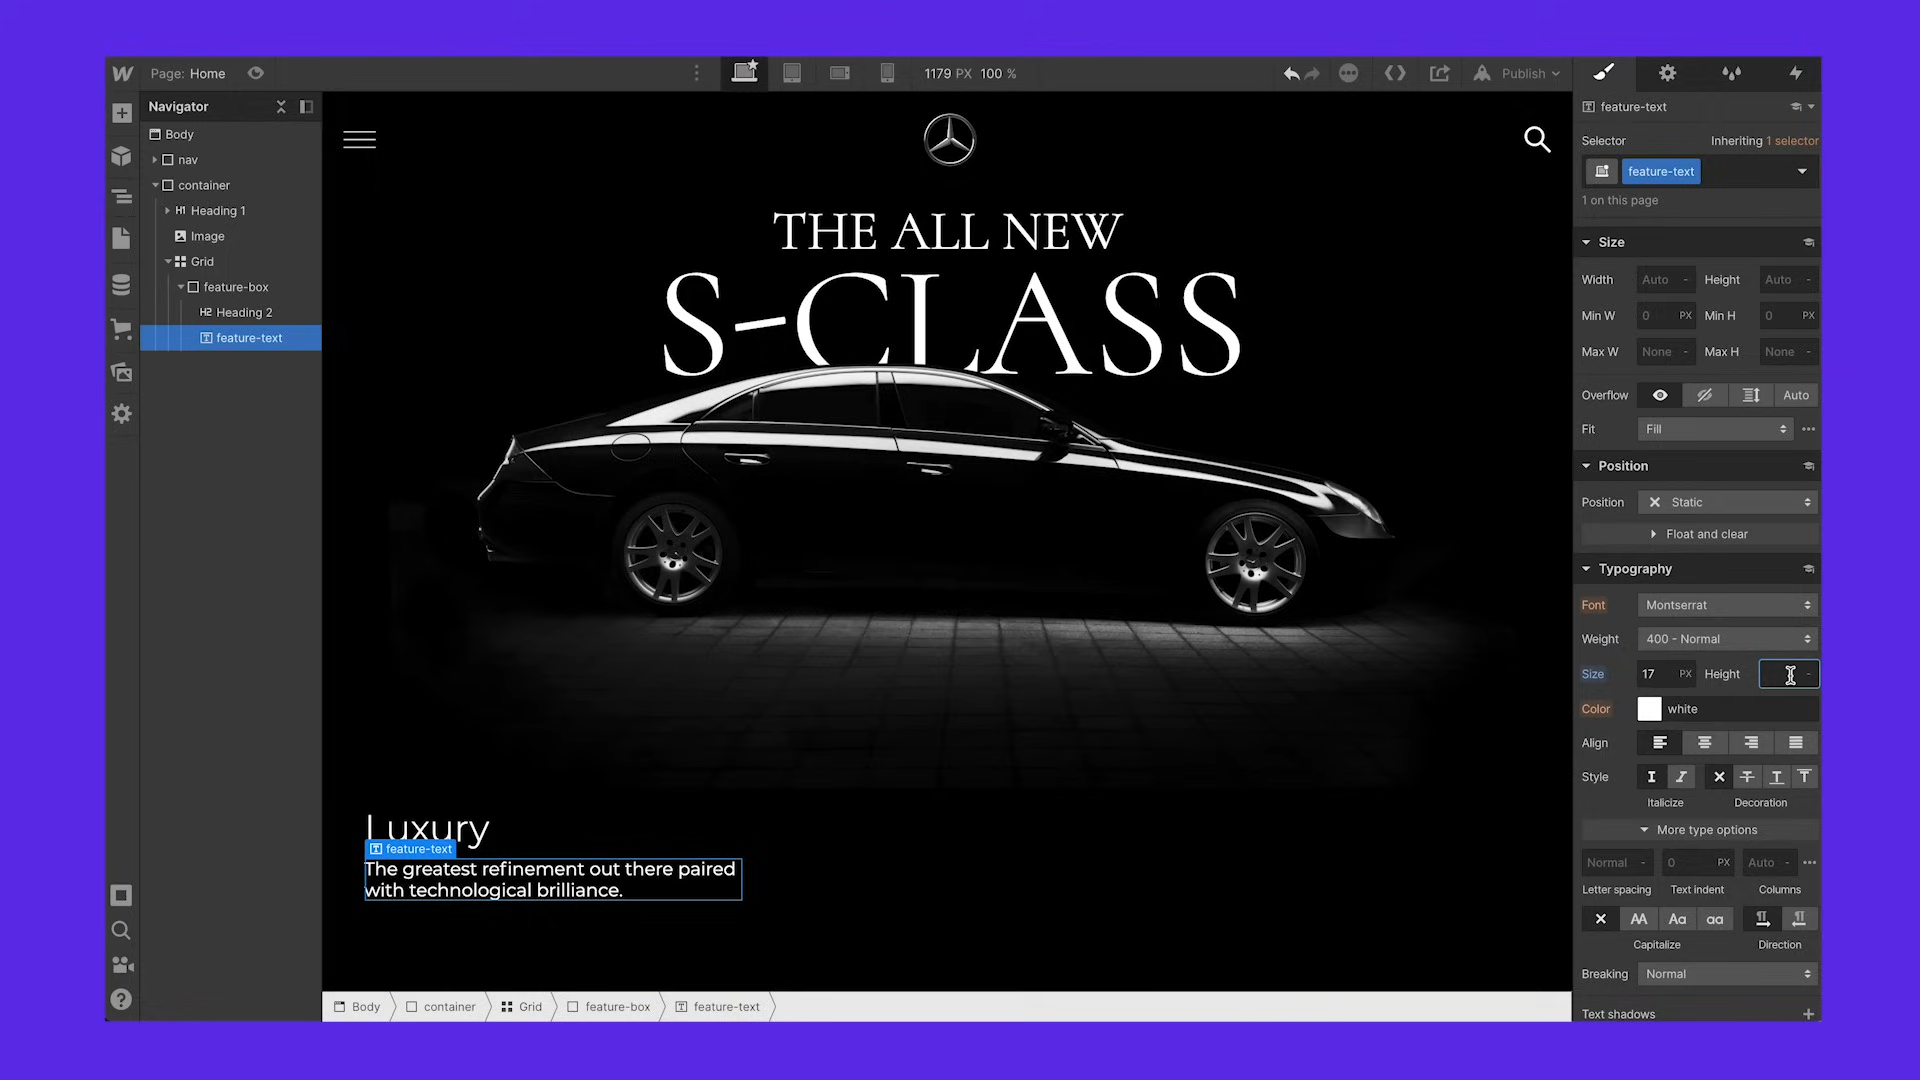 Page: Home
1179 PX 100 %
Publish
Navigator
Body
nav
container
H1 Heading 1
Image
Grid
feature-box
H2 Heading 2
feature-text
THE ALL NEW
S-CLASS
Luxury
feature-text
The greatest refinement out there paired
with technological brilliance.
Body
container
Grid
feature-box
feature-text
feature-text
Selector Inheriting 1 selector
feature-text
1 on this page
Size
Width Auto - Height Auto -
Min W 0 PX Min H 0 PX
Max W None - Max H None -
Overflow Auto
Fit Fill
Position
Position Static
Float and clear
Typography
Font Montserrat
Weight 400 - Normal
Size 17 PX Height -
Color white
Align
Style
Italicize Decoration
More type options
Normal - 0 PX Auto -
Letter spacing Text indent Columns
AA Aa aa
Capitalize Direction
Breaking Normal
Text shadows